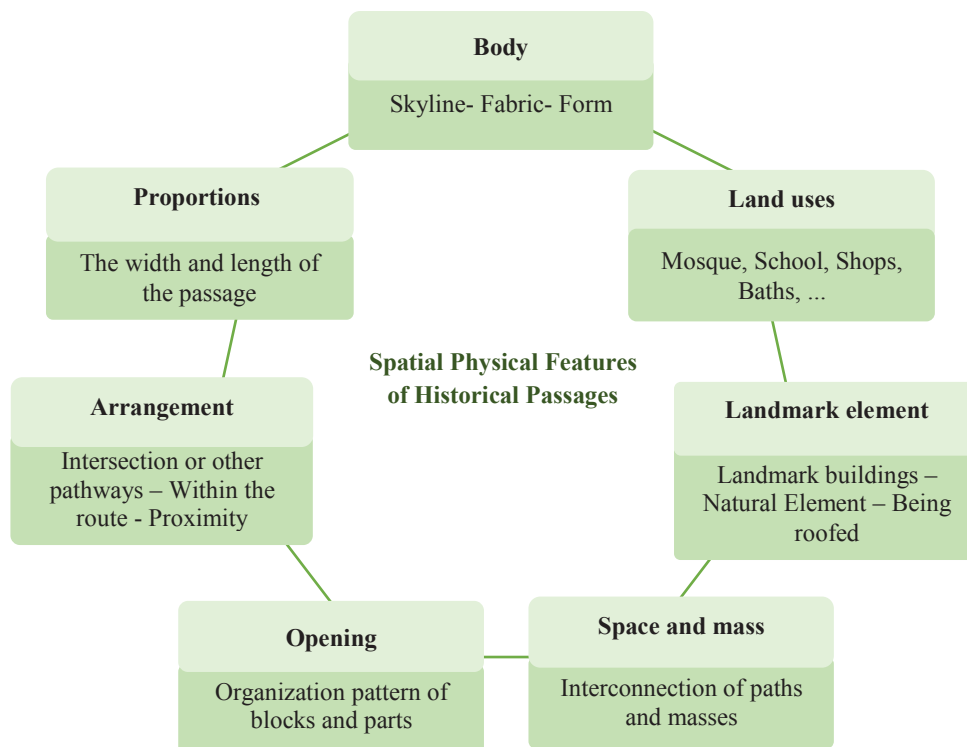 Body
Skyline- Fabric- Form
Proportions
The width and length of
the passage
Land uses
Mosque, School, Shops,
Baths, ...
Spatial Physical Features
of Historical Passages
Arrangement
Intersection or other
pathways – Within the
route - Proximity
Landmark element
Landmark buildings –
Natural Element – Being
roofed
Opening
Organization pattern of
blocks and parts
Space and mass
Interconnection of paths
and masses